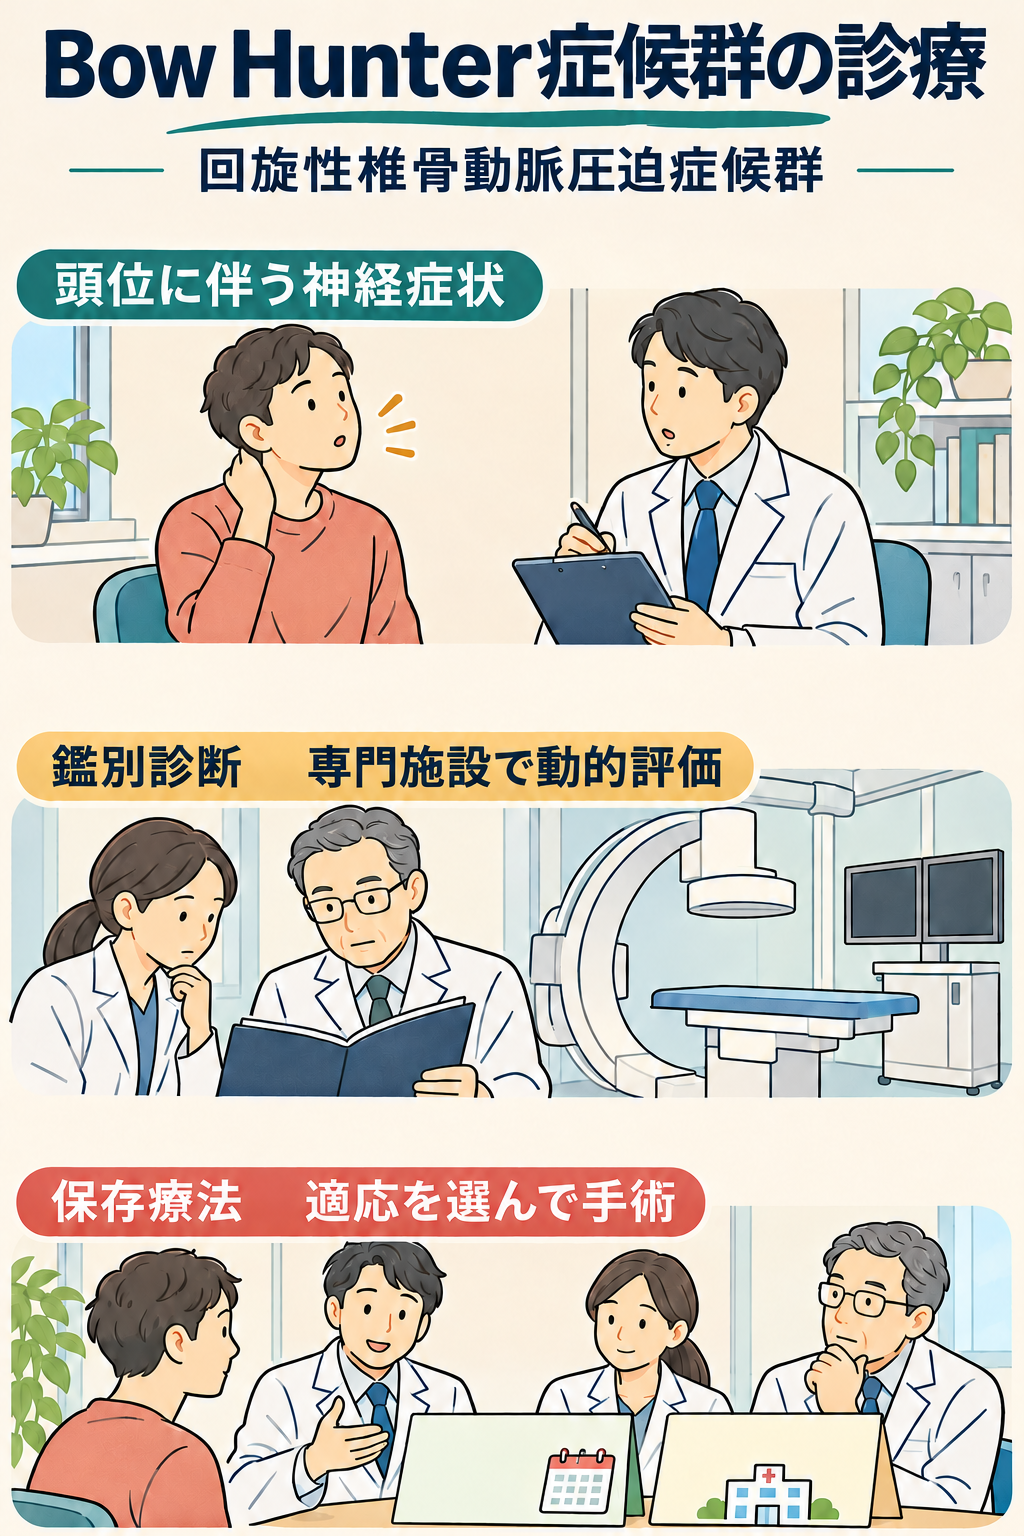 Bow Hunter症候群の診療
回旋性椎骨動脈圧迫症候群
頭位に伴う神経症状
鑑別診断 専門施設で動的評価
保存療法 適応を選んで手術